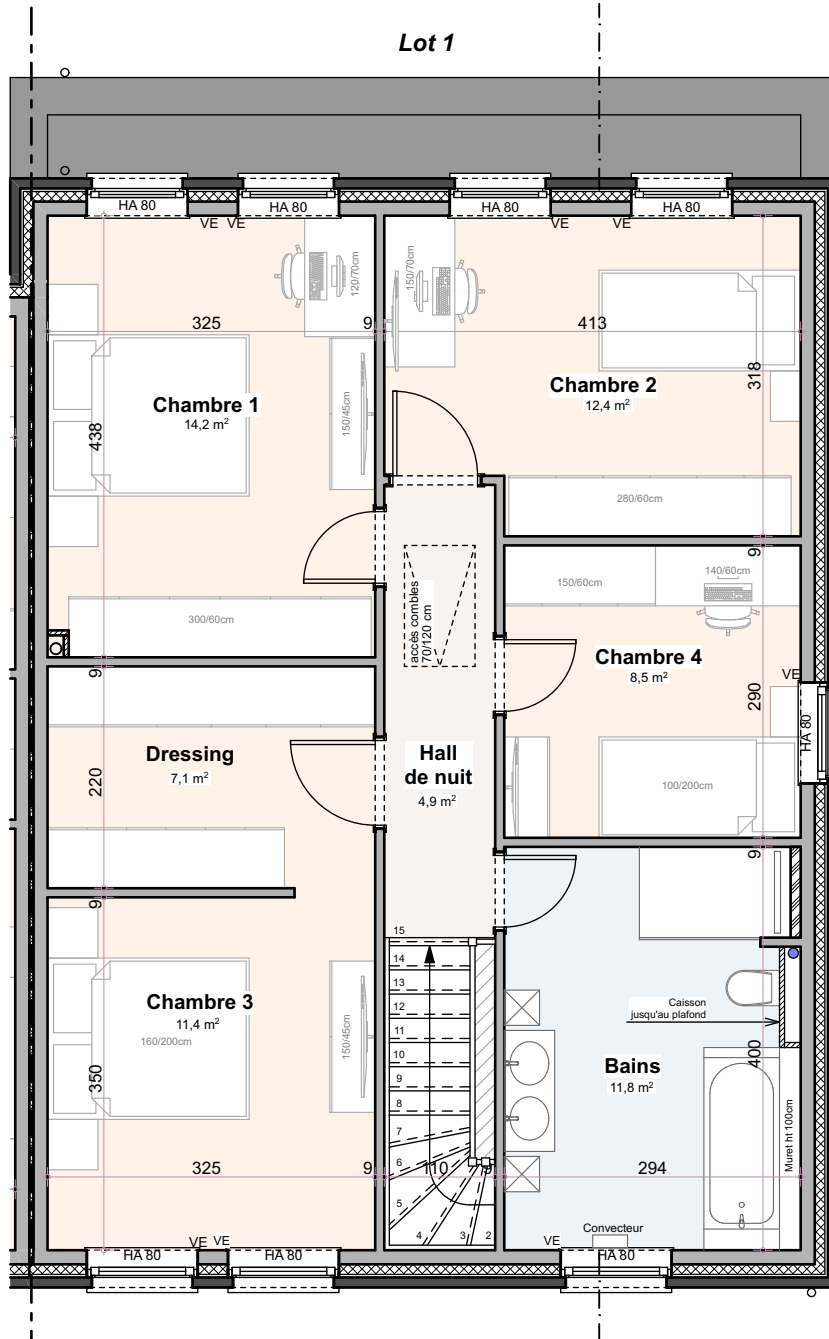 Lot 1
HA 80
HA 80
HA 80
HA 80
VE VE
VE
VE
120/70cm
150/70cm
325
9
413
Chambre 1
14,2 m²
438
150/45cm
Chambre 2
12,4 m²
318
280/60cm
300/60cm
accès combles
70/120 cm
9
150/60cm
140/60cm
Chambre 4
8,5 m²
VE
HA 80
290
100/200cm
9
9
Dressing
7,1 m²
220
Hall
de nuit
4,9 m²
9
Chambre 3
11,4 m²
160/200cm
150/45cm
350
15
14
13
12
11
10
9
8
7
6
5
4
3
2
Caisson
jusqu'au plafond
400
Bains
11,8 m²
Muret ht 100cm
325
9
110
9
294
Convecteur
VE
VE
VE
HA 80
HA 80
HA 80